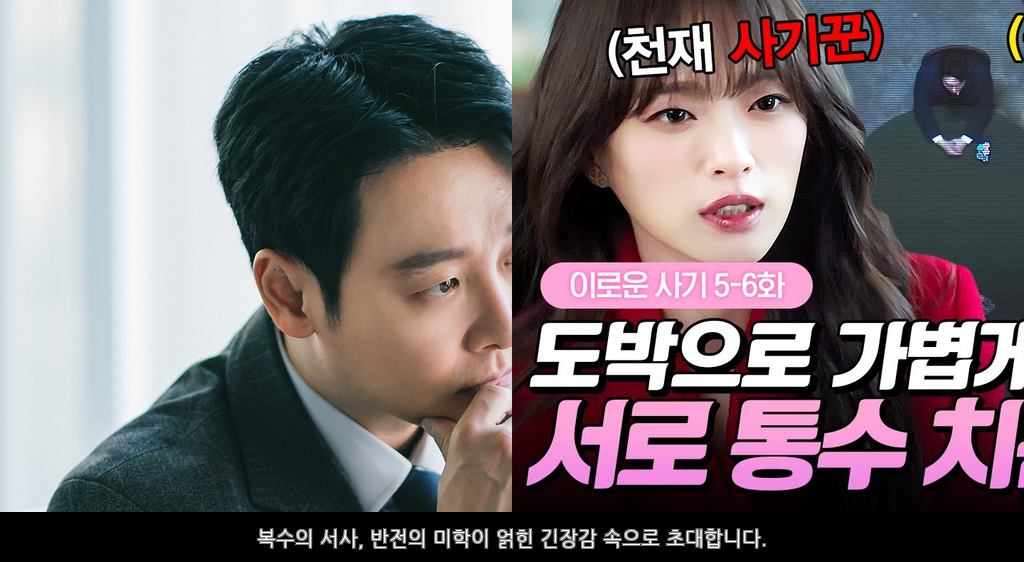 (천재 사기꾼)
(
이로운 사기 5-6화
도박으로 가볍게
서로 통수 치
복수의 서사, 반전의 미학이 얽힌 긴장감 속으로 초대합니다.